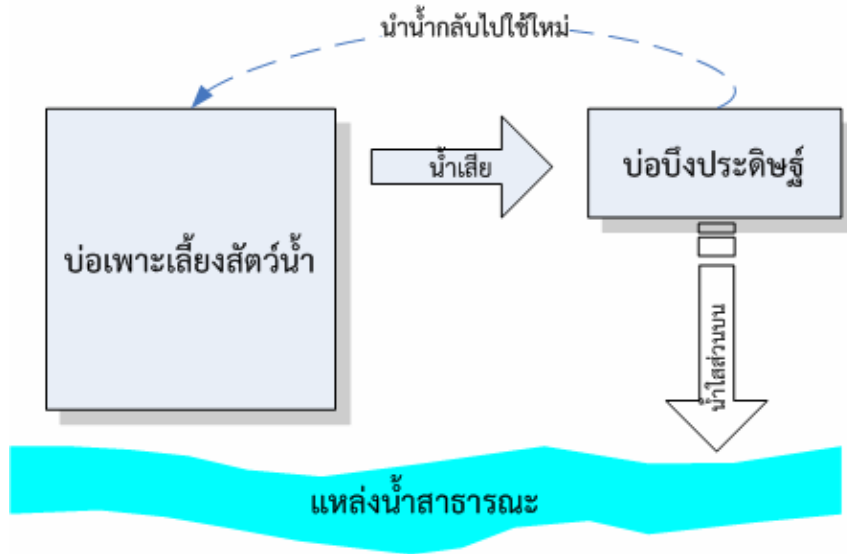 นำน้ำกลับไปใช้ใหม่
น้ำเสีย
บ่อบึงประดิษฐ์
บ่อเพาะเลี้ยงสัตว์น้ำ
น้ำใสส่วนบน
แหล่งน้ำสาธารณะ